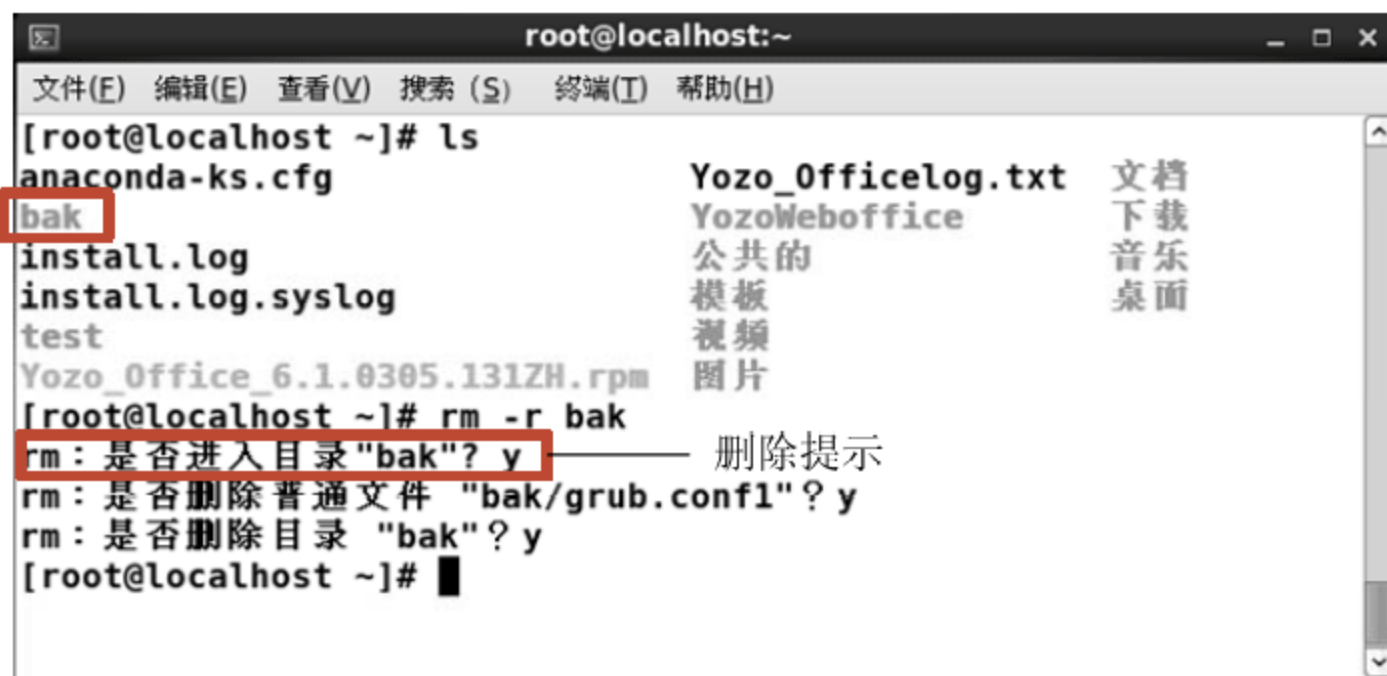 root@localhost:~
文件(F) 编辑(E) 查看(V) 搜索 (S) 终端(T) 帮助(H)
[root@localhost ~]# ls
anaconda-ks.cfg Yozo_Officelog.txt 文档
bak YozoWeboffice 下载
install.log 公共的 音乐
install.log.syslog 模板 桌面
test 视频
Yozo_Office_6.1.0305.131ZH.rpm 图片
[root@localhost ~]# rm -r bak
rm：是否进入目录"bak"? y
删除提示
rm：是否删除普通文件 "bak/grub.conf1"？y
rm：是否删除目录 "bak"？y
[root@localhost ~]#